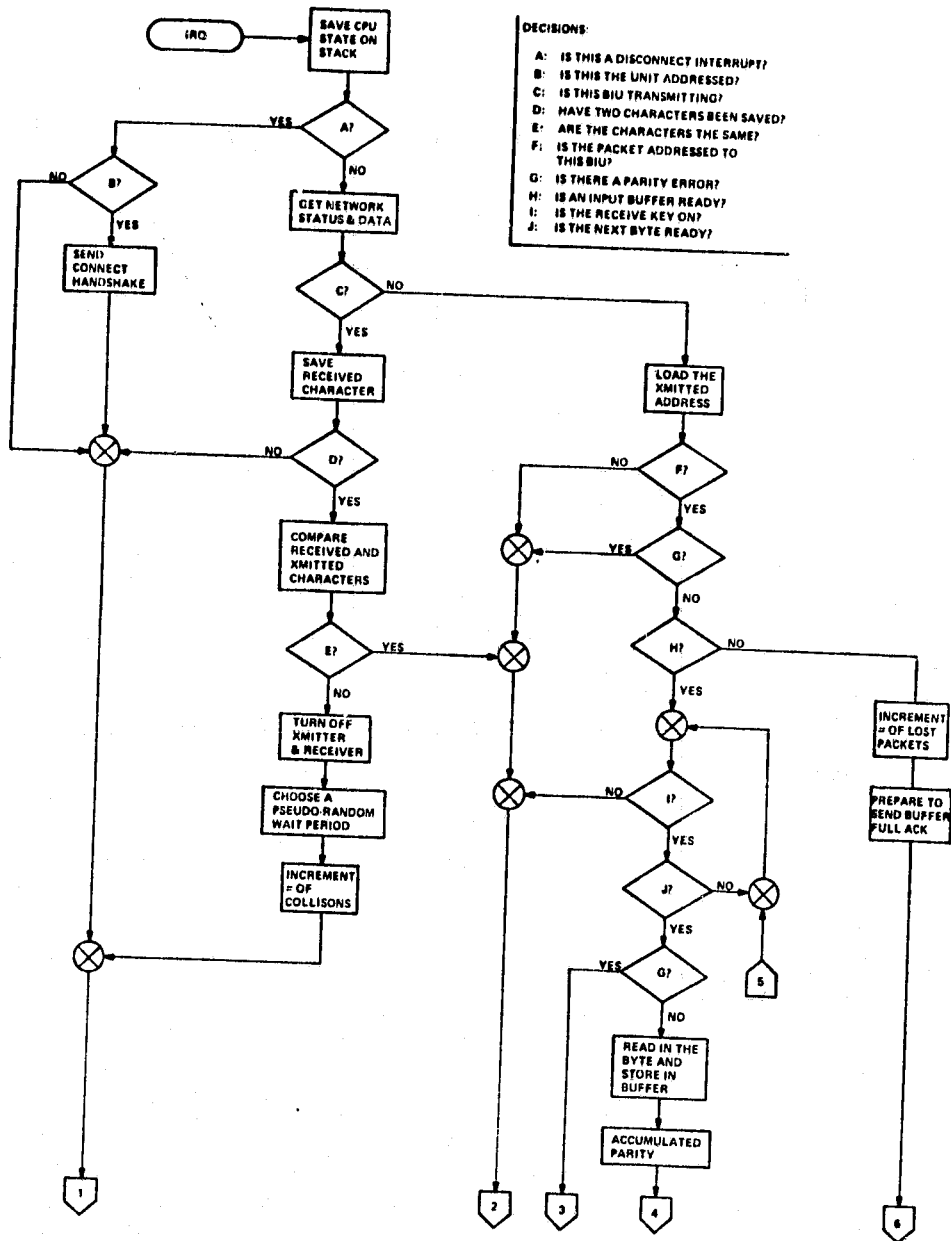 IRQ
SAVE CPU
STATE ON
STACK
DECISIONS:
A: IS THIS A DISCONNECT INTERRUPT?
B: IS THIS THE UNIT ADDRESSED?
C: IS THIS BIU TRANSMITTING?
D: HAVE TWO CHARACTERS BEEN SAVED?
E: ARE THE CHARACTERS THE SAME?
F: IS THE PACKET ADDRESSED TO
THIS BIU?
G: IS THERE A PARITY ERROR?
H: IS AN INPUT BUFFER READY?
I: IS THE RECEIVE KEY ON?
J: IS THE NEXT BYTE READY?
YES
A?
NO
NO
B?
YES
GET NETWORK
STATUS & DATA
SEND
CONNECT
HANDSHAKE
C?
NO
YES
SAVE
RECEIVED
CHARACTER
LOAD THE
XMITTED
ADDRESS
NO
D?
YES
NO
F?
YES
COMPARE
RECEIVED AND
XMITTED
CHARACTERS
YES
G?
NO
E?
YES
NO
H?
NO
YES
TURN OFF
XMITTER
& RECEIVER
INCREMENT
= OF LOST
PACKETS
CHOOSE A
PSEUDO-RANDOM
WAIT PERIOD
NO
I?
YES
PREPARE TO
SEND BUFFER
FULL ACK
INCREMENT
= OF
COLLISONS
J?
NO
YES
YES
G?
NO
5
READ IN THE
BYTE AND
STORE IN
BUFFER
ACCUMULATED
PARITY
1
2
3
4
6